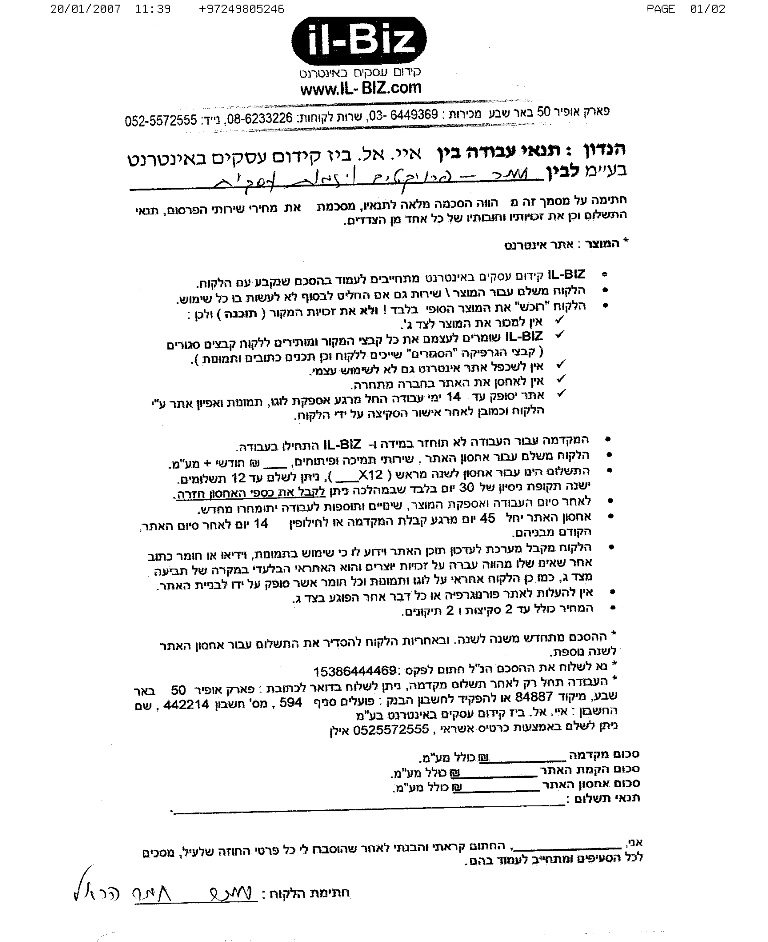 20/01/2007 11:39 +97249805246 PAGE 01/02
il-Biz
קידום עסקים באינטרנט
www.IL-BIZ.com
פארק אופיר 50 באר שבע מכירות : 6449369 -03, שרות לקוחות: 08-6233226, נייד: 052-5572555
הנדון : תנאי עבודה בין איי. אל. ביז קידום עסקים באינטרנט
בע"מ לבין
חתימה על מסמך זה מ הווה הסכמה מלאה לתנאיו, מסכמת את מחירי שירותי הפרסום, תנאי
התשלום וכן את זכויותיו וחובותיו של כל אחד מן הצדדים.
* המוצר : אתר אינטרנט
• IL-BIZ קידום עסקים באינטרנט מתחייבים לעמוד בהסכם שנקבע עם הלקוח.
• הלקוח משלם עבור המוצר \ שירות גם אם החליט לבסוף לא לעשות בו כל שימוש.
• הלקוח "רוכש" את המוצר הסופי בלבד ! ולא את זכויות המקור ( תוכנה ) ולכן :
✓ אין למכור את המוצר לצד ג'.
✓ IL-BIZ שומרים לעצמם את כל קבצי המקור ומותירים ללקוח קבצים סגורים
( קבצי הגרפיקה "הסגורים" שייכים ללקוח וכן תכנים כתובים ותמונות ).
✓ אין לשכפל אתר אינטרנט גם לא לשימוש עצמי.
✓ אין לאחסן את האתר בחברה מתחרה.
✓ אתר יסופק עד 14 ימי עבודה החל מרגע אספקת לוגו, תמונות ואפיון אתר ע"י
הלקוח וכמובן לאחר אישור הסקיצה על ידי הלקוח.
• המקדמה עבור העבודה לא תוחזר במידה ו- IL-BIZ התחילו בעבודה.
• הלקוח משלם עבור אחסון האתר , שירותי תמיכה ופיתוחים, ___ ₪ חודשי + מע"מ.
• התשלום הינו עבור אחסון לשנה מראש ( X12___ ), ניתן לשלם עד 12 תשלומים.
ישנה תקופת ניסיון של 30 יום בלבד שבמהלכה ניתן לקבל את כספי האחסון חזרה.
• לאחר סיום העבודה ואספקת המוצר, שינויים ותוספות לעבודה יתומחרו מחדש.
• אחסון האתר יחל 45 יום מרגע קבלת המקדמה או לחילופין 14 יום לאחר סיום האתר,
הקודם מבניהם.
• הלקוח מקבל מערכת לעדכון תוכן האתר וידוע לו כי שימוש בתמונות, וידיאו או חומר כתוב
אחר שאינו שלו מהווה עברה על זכויות יוצרים והוא האחראי הבלעדי במקרה של תביעה
מצד ג, כמו כן הלקוח אחראי על לוגו ותמונות וכל חומר אשר סופק על ידו לבניית האתר.
• אין להעלות לאתר פורנוגרפיה או כל דבר אחר הפוגע בצד ג.
• המחיר כולל עד 2 סקיצות ו 2 תיקונים.
* ההסכם מתחדש משנה לשנה. ובאחריות הלקוח להסדיר את התשלום עבור אחסון האתר
לשנה נוספת.
* נא לשלוח את ההסכם הנ"ל חתום לפקס :15386444469
* העבודה תחל רק לאחר תשלום מקדמה, ניתן לשלוח בדואר לכתובת : פארק אופיר 50 באר
שבע, מיקוד 84887 או להפקיד לחשבון הבנק : פועלים סניף 594 , מס' חשבון 442214 , שם
החשבון : איי. אל. ביז קידום עסקים באינטרנט בע"מ
ניתן לשלם באמצעות כרטיס אשראי , 0525572555 אילן
סכום מקדמה ________ ₪ כולל מע"מ.
סכום הקמת האתר ________ ₪ כולל מע"מ.
סכום אחסון האתר ________ ₪ כולל מע"מ.
תנאי תשלום : ________
אני, ________, החתום קראתי והבנתי לאחר שהוסברו לי כל פרטי החוזה שלעיל, מסכים
לכל הסעיפים ומתחייב לעמוד בהם.
חתימת הלקוח :